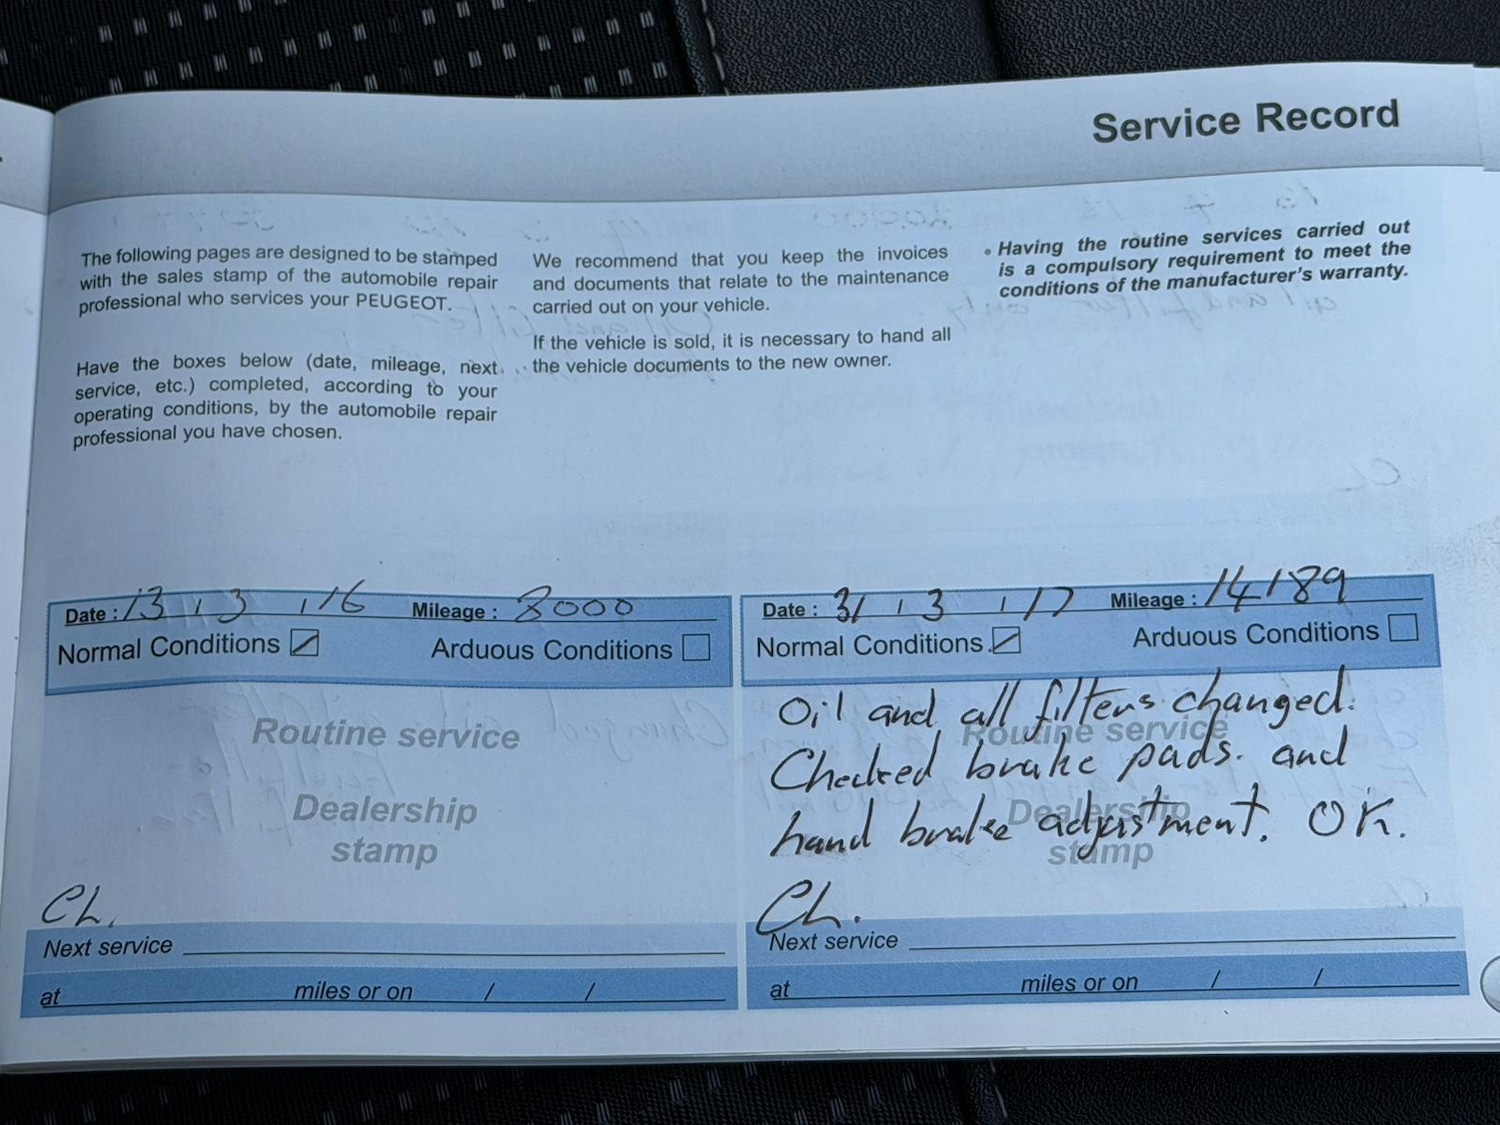 Service Record
The following pages are designed to be stamped
with the sales stamp of the automobile repair
professional who services your PEUGEOT.
Have the boxes below (date, mileage, next
service, etc.) completed, according to your
operating conditions, by the automobile repair
professional you have chosen.
We recommend that you keep the invoices
and documents that relate to the maintenance
carried out on your vehicle.
If the vehicle is sold, it is necessary to hand all
the vehicle documents to the new owner.
• Having the routine services carried out
is a compulsory requirement to meet the
conditions of the manufacturer's warranty.
Date : 13 / 3 / 16 Mileage : 8000
Normal Conditions Arduous Conditions
Routine service
Dealership
stamp
CL.
Next service
at miles or on / /
Date : 31 / 3 / 17 Mileage : 14189
Normal Conditions Arduous Conditions
Oil and all filters changed.
Routine service
Checked brake pads. and
Dealership
hand brake adjustment. OK.
stamp
CL.
Next service
at miles or on / /